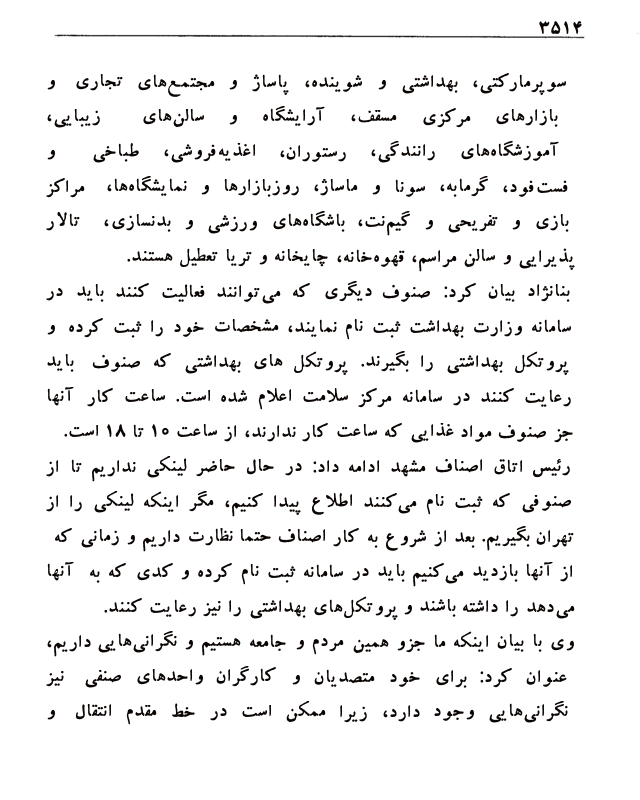 ۳۵۱۴
سوپرمارکتی، بهداشتی و شوینده، پاساژ و مجتمع‌های تجاری و
بازارهای مرکزی مسقف، آرایشگاه و سالن‌های زیبایی،
آموزشگاه‌های رانندگی، رستوران، اغذیه‌فروشی، طباخی و
فست‌فود، گرمابه، سونا و ماساژ، روزبازارها و نمایشگاه‌ها، مراکز
بازی و تفریحی و گیم‌نت، باشگاه‌های ورزشی و بدنسازی، تالار
پذیرایی و سالن مراسم، قهوه‌خانه، چایخانه و تریا تعطیل هستند.
بنانژاد بیان کرد: صنوف دیگری که می‌توانند فعالیت کنند باید در
سامانه وزارت بهداشت ثبت نام نمایند، مشخصات خود را ثبت کرده و
پروتکل بهداشتی را بگیرند. پروتکل های بهداشتی که صنوف باید
رعایت کنند در سامانه مرکز سلامت اعلام شده است. ساعت کار آنها
جز صنوف مواد غذایی که ساعت کار ندارند، از ساعت ۱۰ تا ۱۸ است.
رئیس اتاق اصناف مشهد ادامه داد: در حال حاضر لینکی نداریم تا از
صنوفی که ثبت نام می‌کنند اطلاع پیدا کنیم، مگر اینکه لینکی را از
تهران بگیریم. بعد از شروع به کار اصناف حتما نظارت داریم و زمانی که
از آنها بازدید می‌کنیم باید در سامانه ثبت نام کرده و کدی که به آنها
می‌دهد را داشته باشند و پروتکل‌های بهداشتی را نیز رعایت کنند.
وی با بیان اینکه ما جزو همین مردم و جامعه هستیم و نگرانی‌هایی داریم،
عنوان کرد: برای خود متصدیان و کارگران واحدهای صنفی نیز
نگرانی‌هایی وجود دارد، زیرا ممکن است در خط مقدم انتقال و